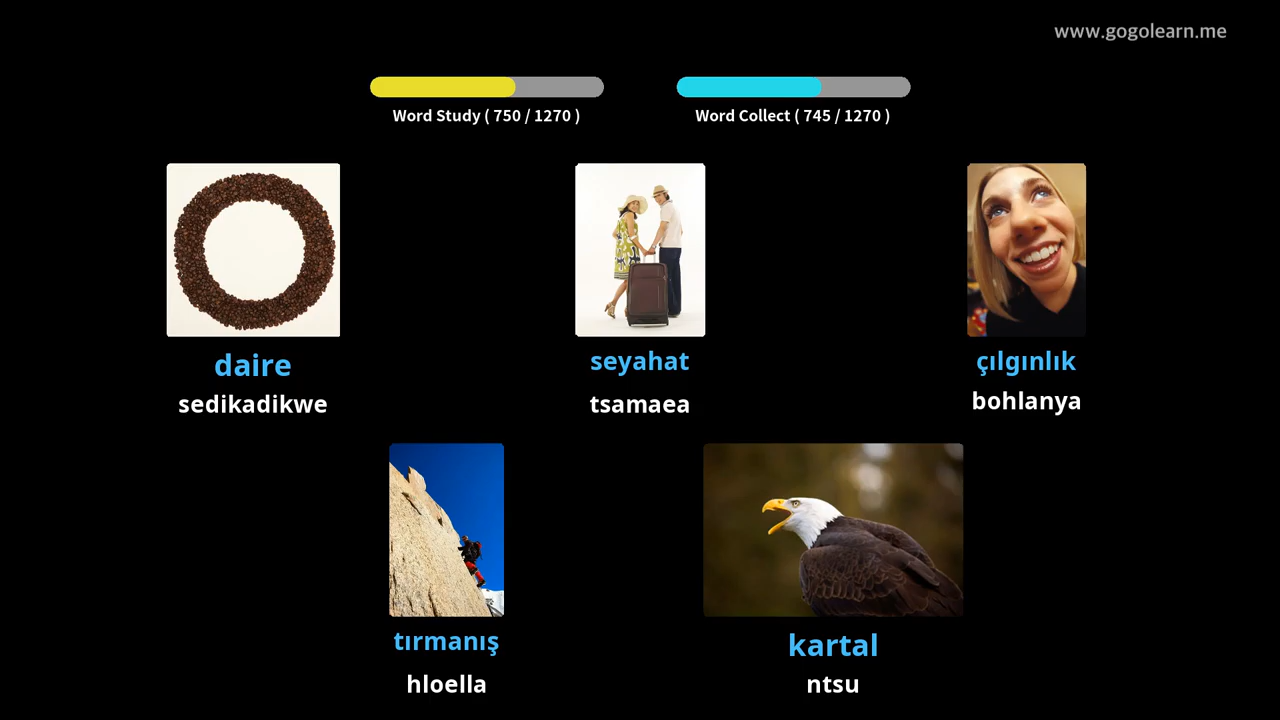 www.gogolearn.me
Word Study ( 750 / 1270 )
Word Collect ( 745 / 1270 )
daire
sedikadikwe
seyahat
tsamaea
çılgınlık
bohlanya
tırmanış
hloella
kartal
ntsu